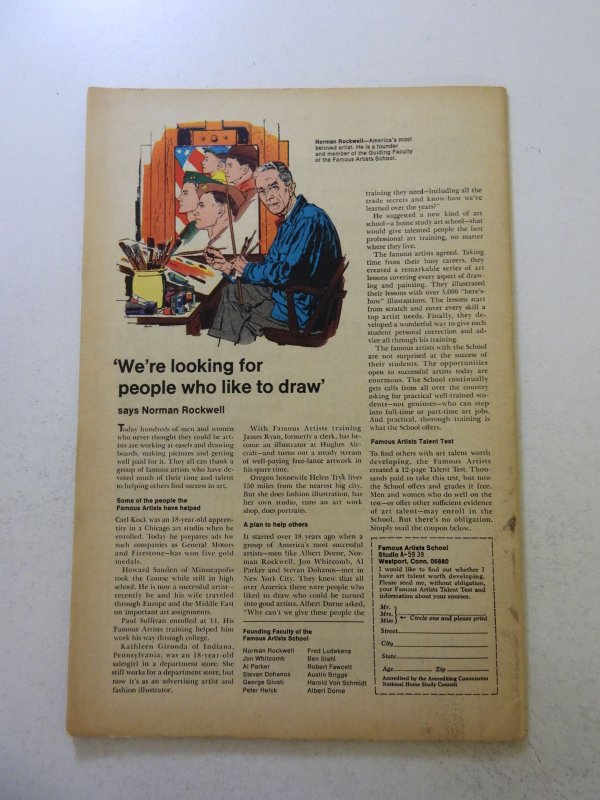 Norman Rockwell—America's most
beloved artist. He is a founder
and member of the Guiding Faculty
of the Famous Artists School.
'We're looking for
people who like to draw'
says Norman Rockwell
Today hundreds of men and women
who never thought they could be art-
ists are working at easels and drawing
boards, making pictures and getting
well paid for it. They all can thank a
group of famous artists who have de-
voted much of their time and talent
to helping others find success in art.
Some of the people the
Famous Artists have helped
Carl Kock was an 18-year-old appren-
tice in a Chicago art studio when he
enrolled. Today he prepares ads for
such companies as General Motors
and Firestone—has won five gold
medals.
Howard Sanden of Minneapolis
took the Course while still in high
school. He is now a successful artist—
recently he and his wife traveled
through Europe and the Middle East
on important art assignments.
Paul Sullivan enrolled at 14. His
Famous Artists training helped him
work his way through college.
Kathleen Gironda of Indiana,
Pennsylvania, was an 18-year-old
salesgirl in a department store. She
still works for a department store, but
now it's as an advertising artist and
fashion illustrator.
With Famous Artists training
James Ryan, formerly a clerk, has be-
come an illustrator at Hughes Air-
craft—and turns out a steady stream
of well-paying free-lance artwork in
his spare time.
Oregon housewife Helen Tryk lives
150 miles from the nearest big city.
But she does fashion illustration, has
her own studio, runs an art work
shop, does portraits.
A plan to help others
It started over 18 years ago when a
group of America's most successful
artists—men like Albert Dorne, Nor-
man Rockwell, Jon Whitcomb, Al
Parker and Stevan Dohanos—met in
New York City. They knew that all
over America there were people who
liked to draw who could be turned
into good artists. Albert Dorne asked,
"Why can't we give these people the
Founding Faculty of the
Famous Artists School
Norman Rockwell
Jon Whitcomb
Al Parker
Stevan Dohanos
George Giusti
Peter Helck
Fred Ludekens
Ben Stahl
Robert Fawcett
Austin Briggs
Harold Von Schmidt
Albert Dorne
training they need—including all the
trade secrets and know-how we've
learned over the years?"
He suggested a new kind of art
school—a home study art school—that
would give talented people the best
professional art training, no matter
where they live.
The famous artists agreed. Taking
time from their busy careers, they
created a remarkable series of art
lessons covering every aspect of draw-
ing and painting. They illustrated
their lessons with over 5,000 "here's-
how" illustrations. The lessons start
from scratch and cover every skill a
top artist needs. Finally, they de-
veloped a wonderful way to give each
student personal correction and ad-
vice all through his training.
The famous artists with the School
are not surprised at the success of
their students. The opportunities
open to successful artists today are
enormous. The School continually
gets calls from all over the country
asking for practical well-trained stu-
dents—not geniuses—who can step
into full-time or part-time art jobs.
And practical, thorough training is
what the School offers.
Famous Artists Talent Test
To find others with art talent worth
developing, the Famous Artists
created a 12-page Talent Test. Thou-
sands paid to take this test, but now
the School offers and grades it free.
Men and women who do well on the
test—or offer other sufficient evidence
of art talent—may enroll in the
School. But there's no obligation.
Simply mail the coupon below.
Famous Artists School
Studio A-5939
Westport, Conn. 06880
I would like to find out whether I
have art talent worth developing.
Please send me, without obligation,
your Famous Artists Talent Test and
information about your courses.
Mr.
Mrs.
Miss
← Circle one and please print
Street
City
State
Age Zip
Accredited by the Accrediting Commission
National Home Study Council